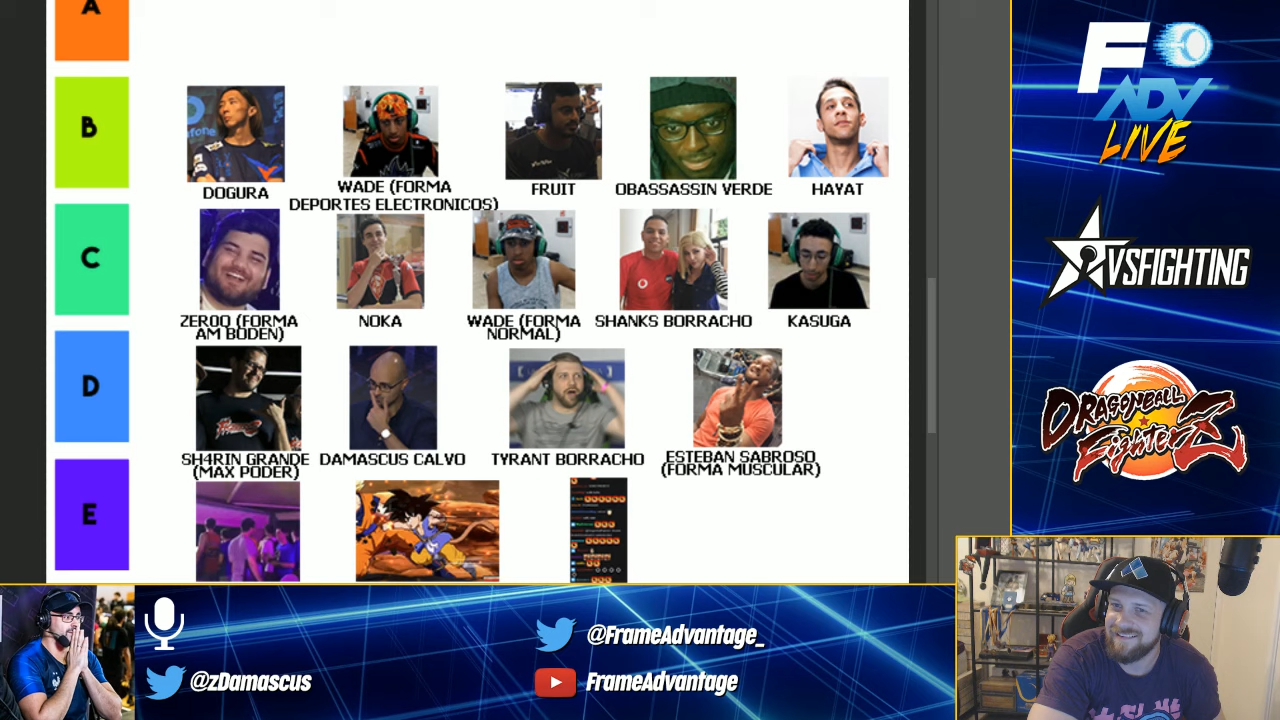 A
B
DOGURA
WADE (FORMA
DEPORTES ELECTRONICOS)
FRUIT
OBASSASSIN VERDE
HAYAT
C
ZEROO (FORMA
AM BODEN)
NOKA
WADE (FORMA
NORMAL)
SHANKS BORRACHO
KASUGA
D
SH4RIN GRANDE
(MAX PODER)
DAMASCUS CALVO
TYRANT BORRACHO
ESTEBAN SABROSO
(FORMA MUSCULAR)
E
F
ADV
LIVE
VSFIGHTING
DRAGONBALL
FighterZ
@zDamascus
@FrameAdvantage_
FrameAdvantage